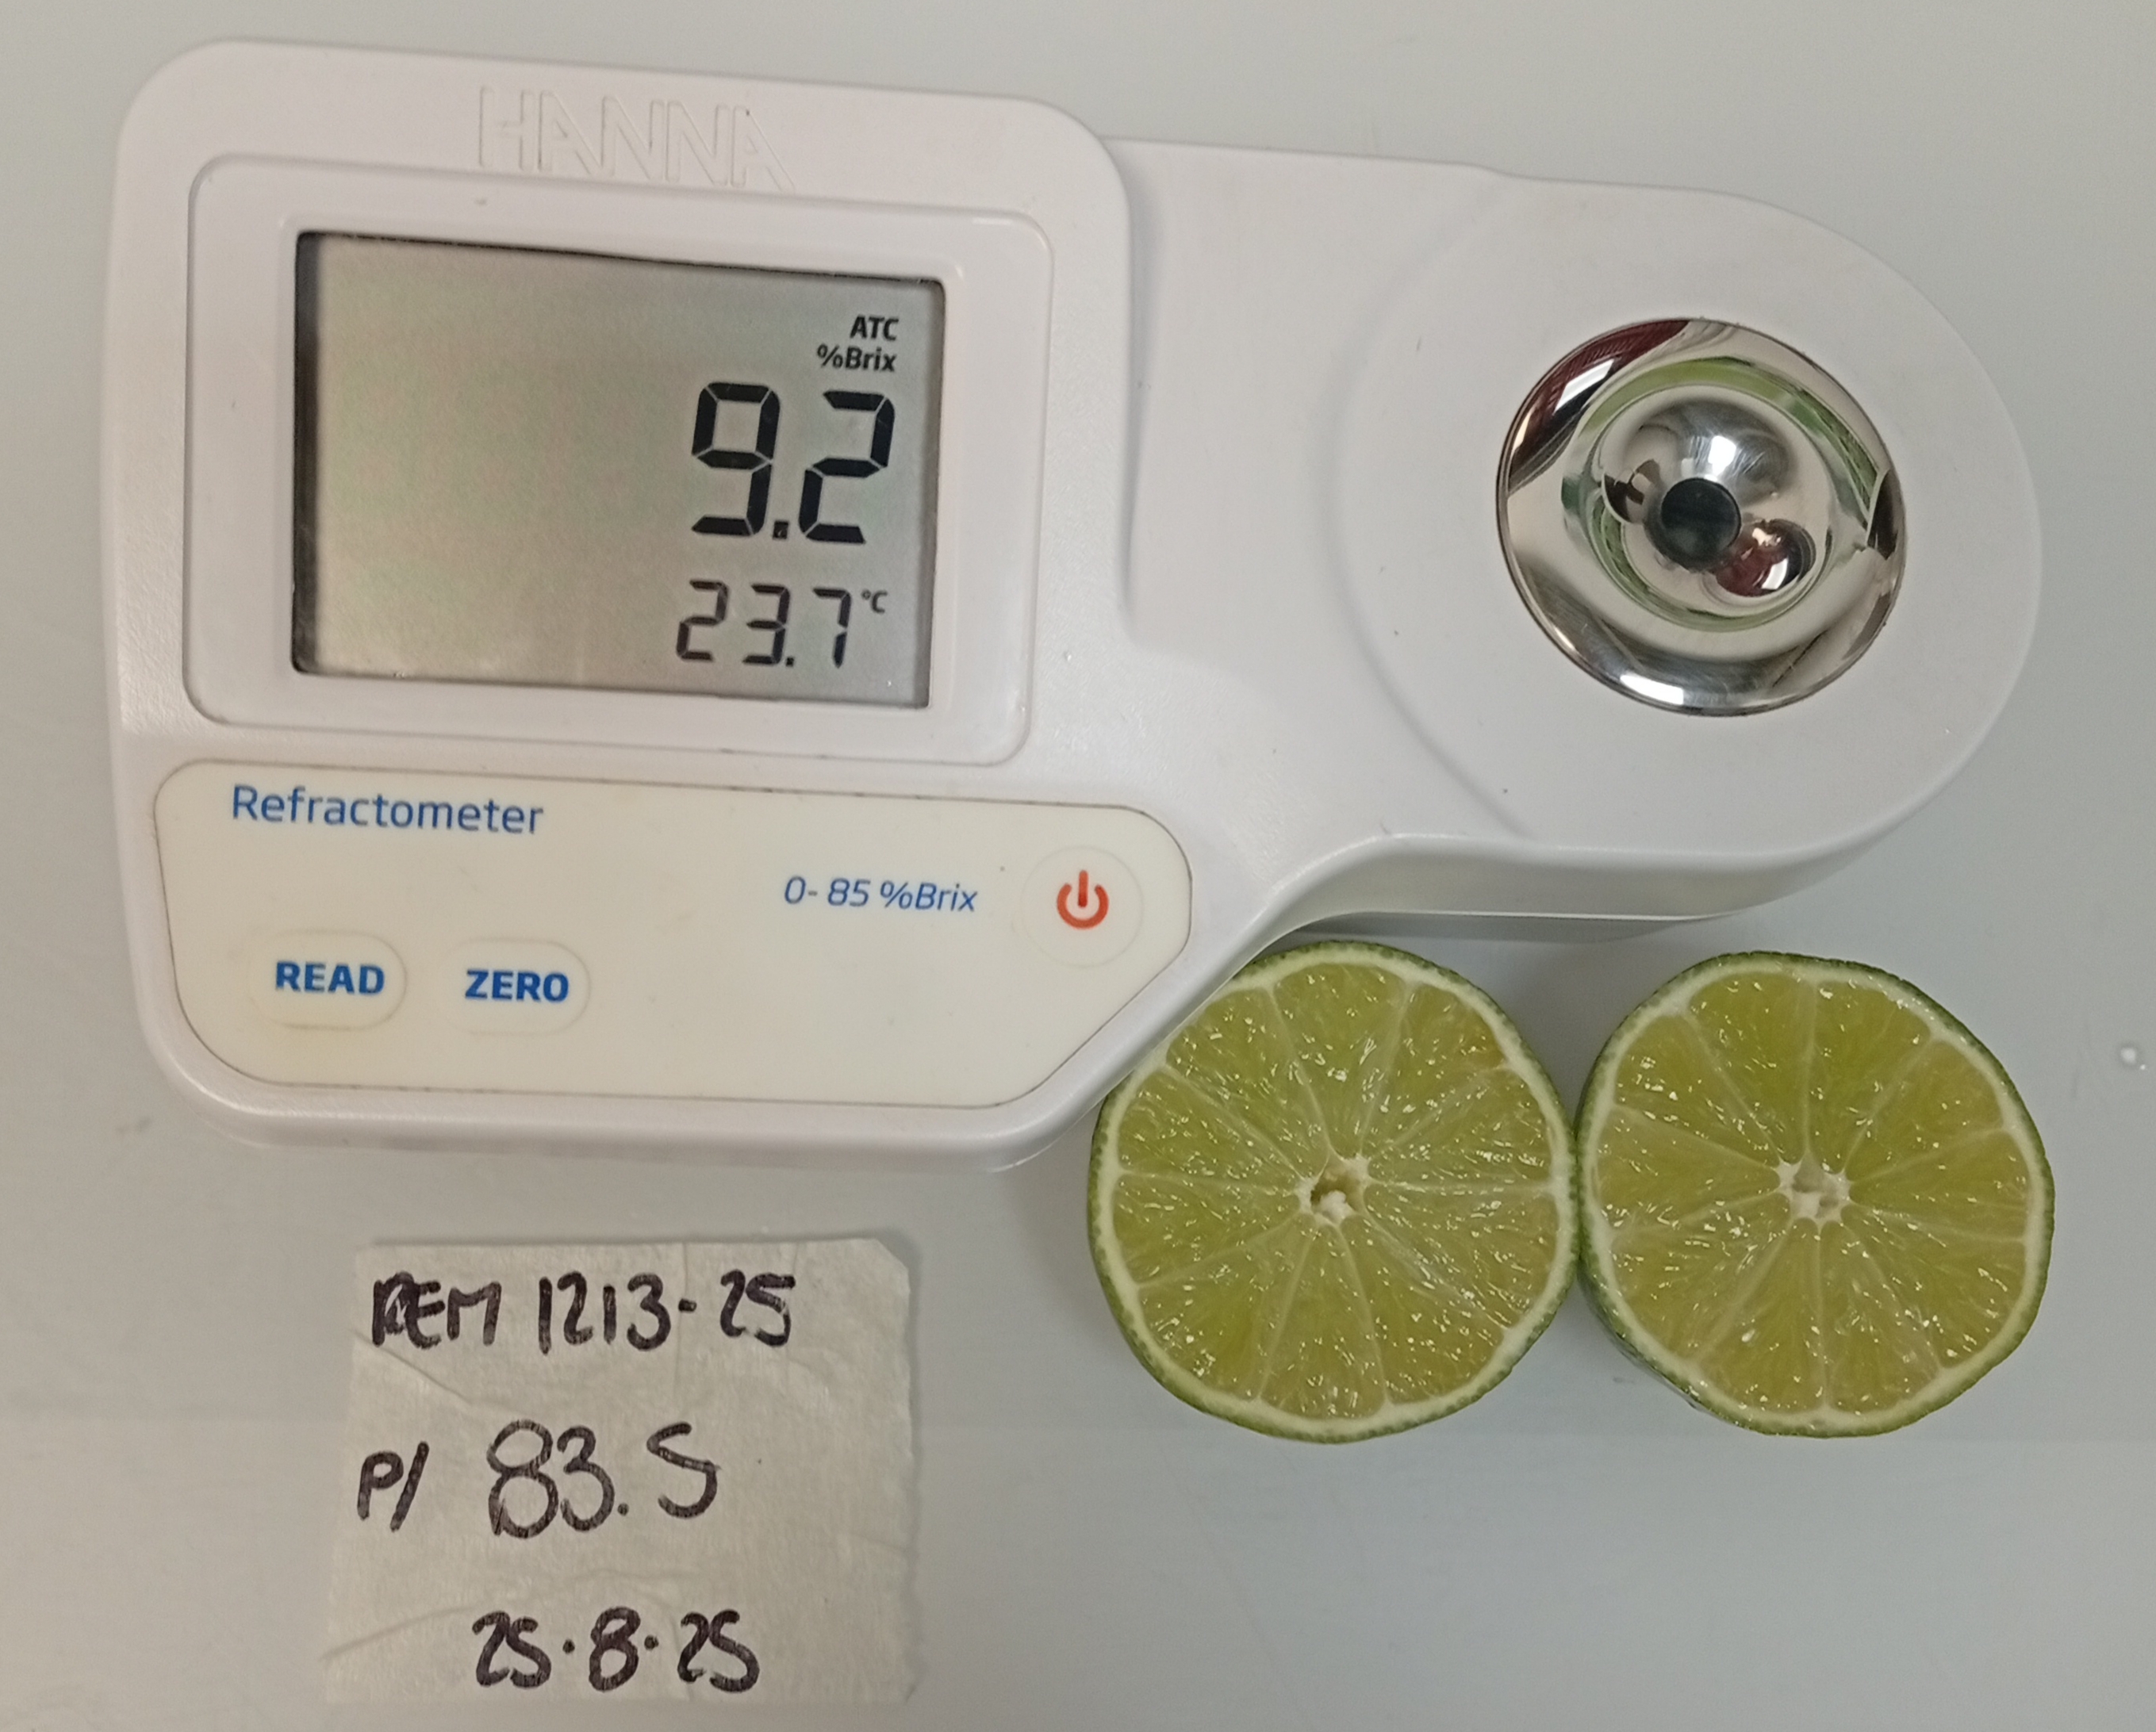 HANNA
ATC
%Brix
9.2
23.7 °C
Refractometer
0- 85 %Brix
READ ZERO
REM 1213-25
P/ 83.5
25.8.25